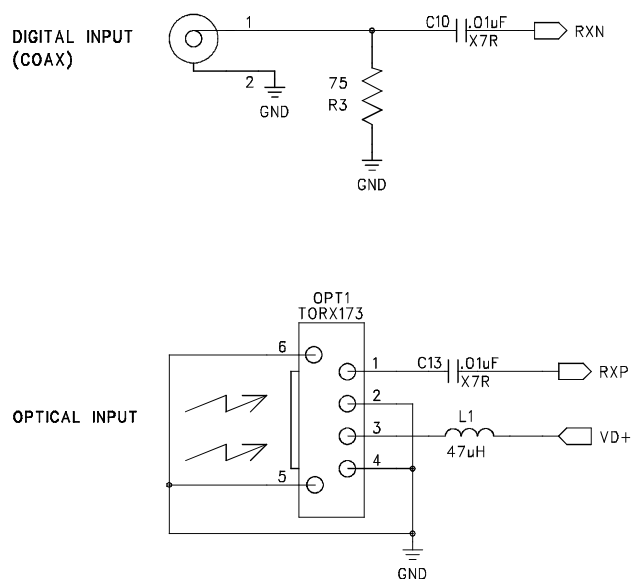 DIGITAL INPUT
(COAX)
1
2
GND
75
R3
GND
C10 .01uF
X7R
RXN
OPT1
TORX173
6
5
1
2
3
4
C13 .01uF
X7R
RXP
OPTICAL INPUT
L1
47uH
VD+
GND